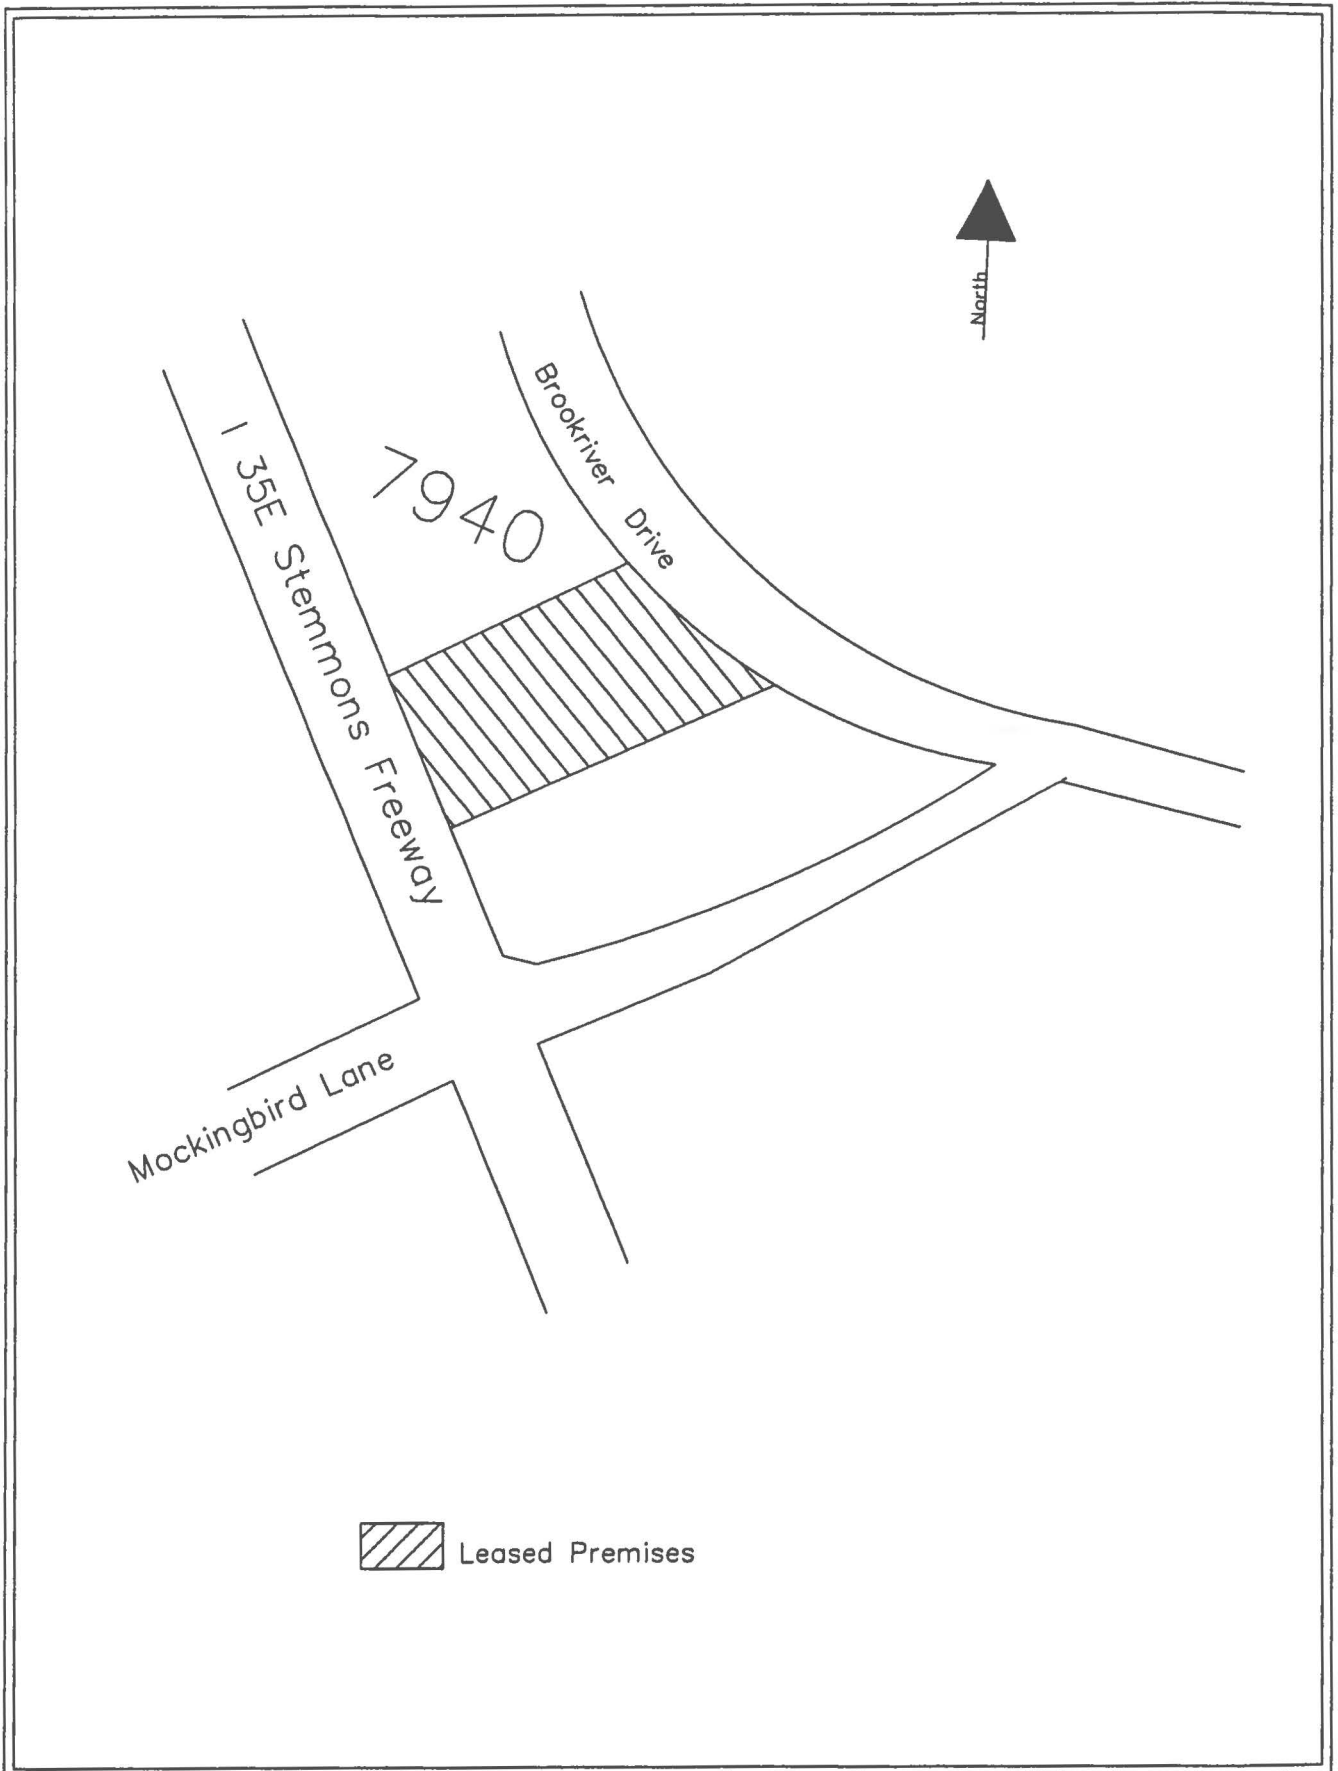 North
Brookriver Drive
I 35E Stemmons Freeway
7940
Mockingbird Lane
Leased Premises